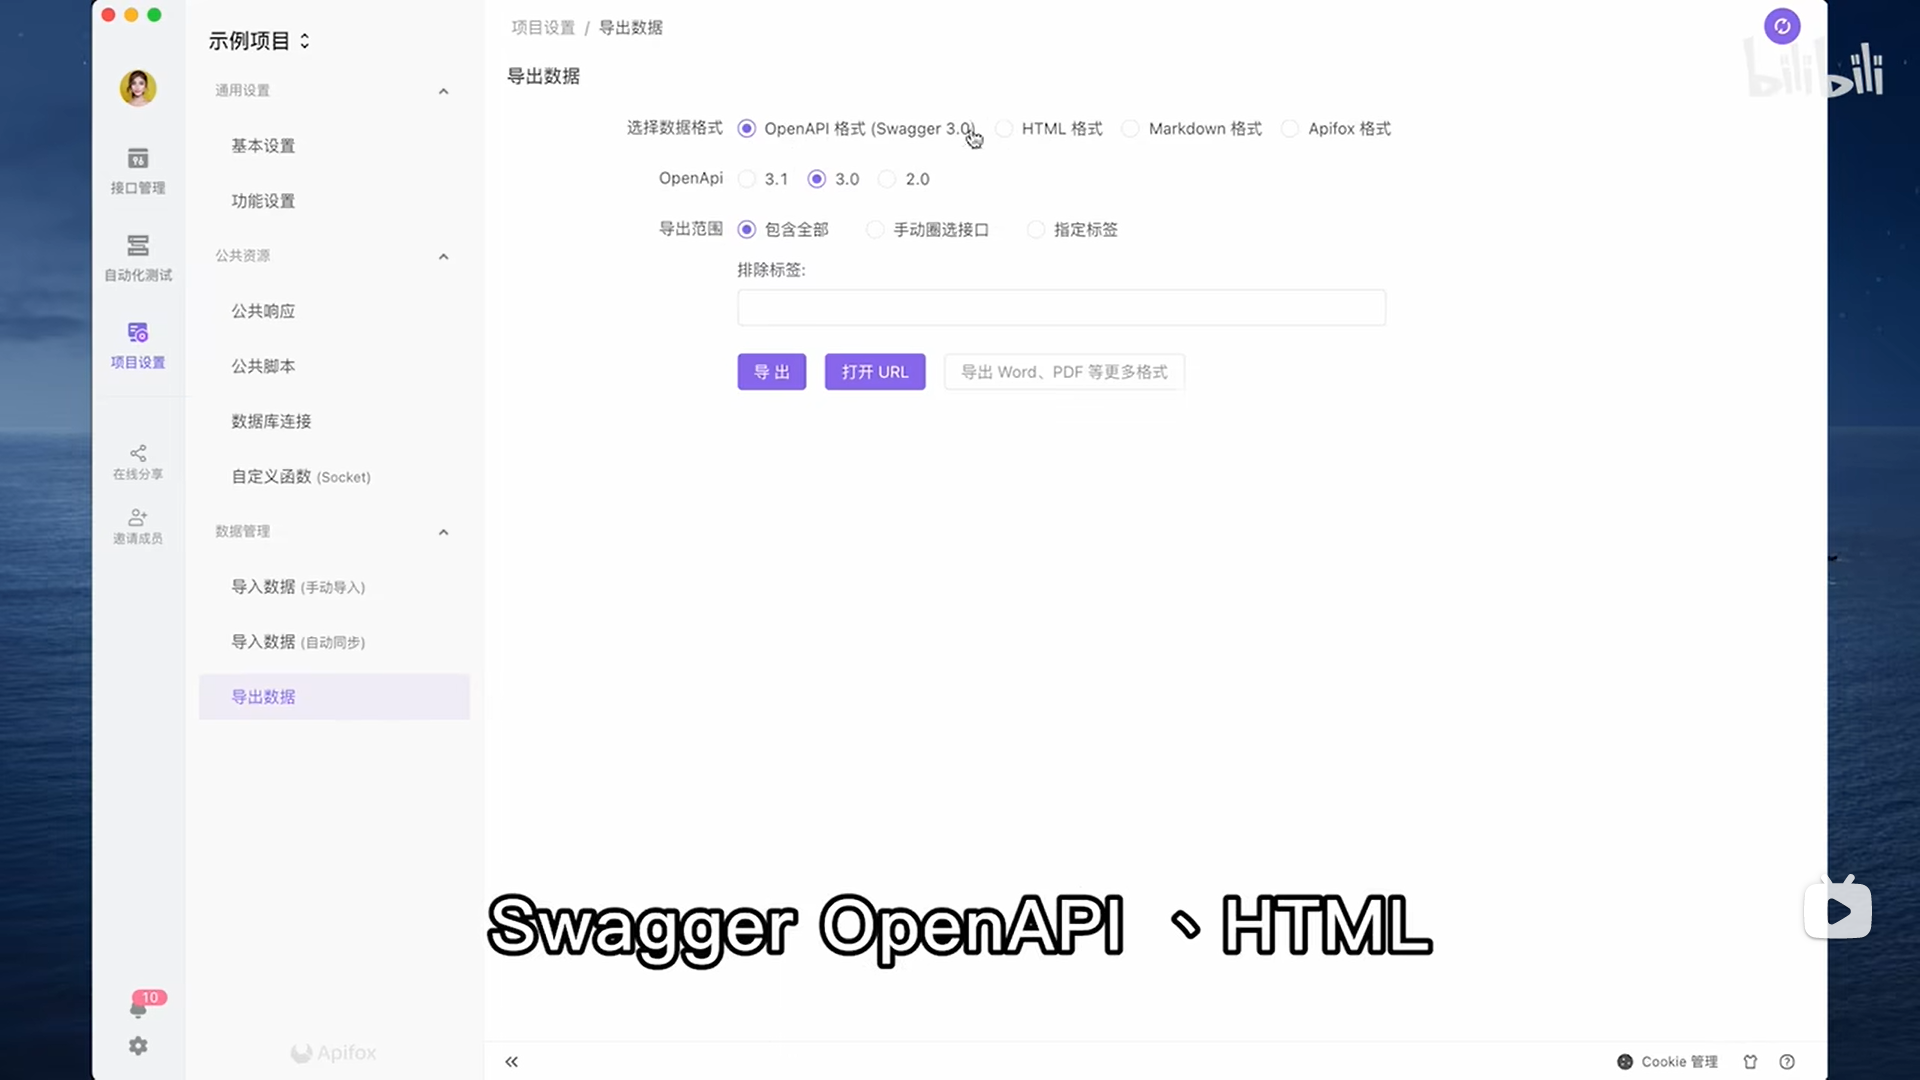 示例项目
通用设置
基本设置
功能设置
公共资源
公共响应
公共脚本
数据库连接
自定义函数 (Socket)
数据管理
导入数据 (手动导入)
导入数据 (自动同步)
导出数据
Apifox
接口管理
自动化测试
项目设置
在线分享
邀请成员
10
项目设置 / 导出数据
导出数据
选择数据格式 OpenAPI 格式 (Swagger 3.0) HTML 格式 Markdown 格式 Apifox 格式
OpenApi 3.1 3.0 2.0
导出范围 包含全部 手动圈选接口 指定标签
排除标签:
导 出 打开 URL 导出 Word、PDF 等更多格式
bilibili
Swagger OpenAPI 、HTML
Cookie 管理